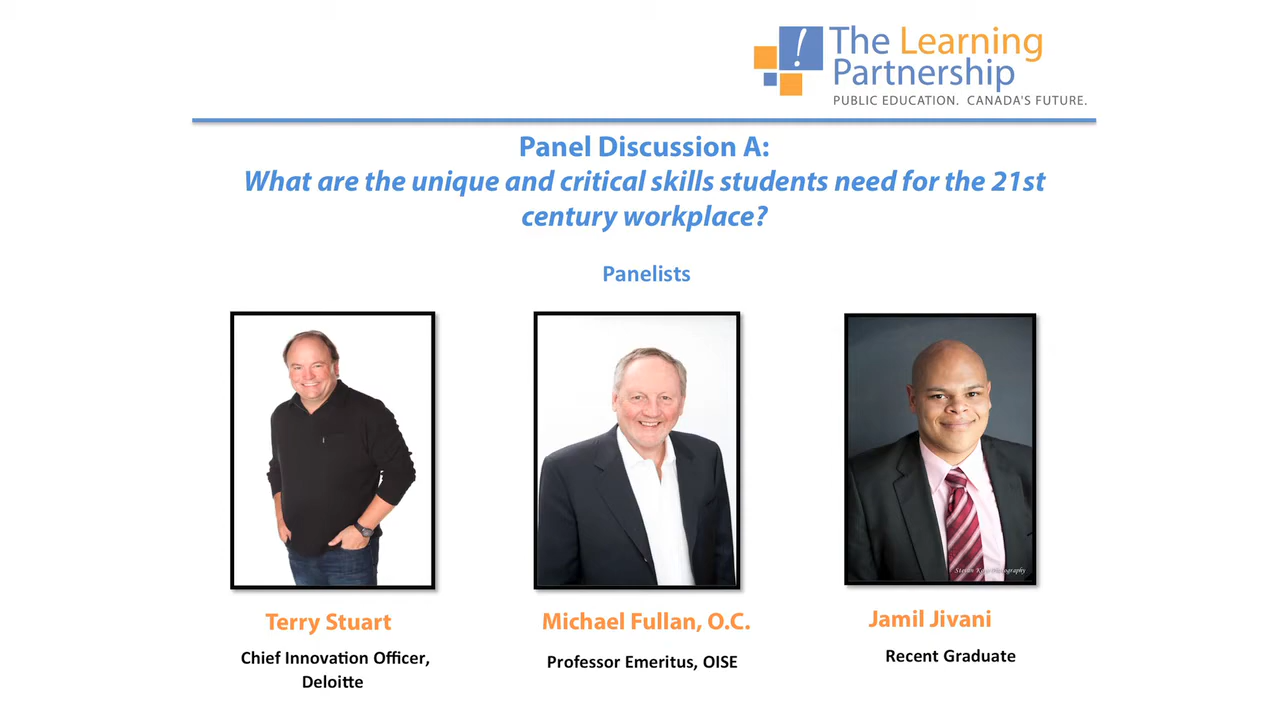 !
The Learning
Partnership
PUBLIC EDUCATION. CANADA'S FUTURE.
Panel Discussion A:
What are the unique and critical skills students need for the 21st
century workplace?
Panelists
Terry Stuart
Chief Innovation Officer,
Deloitte
Michael Fullan, O.C.
Professor Emeritus, OISE
Jamil Jivani
Recent Graduate